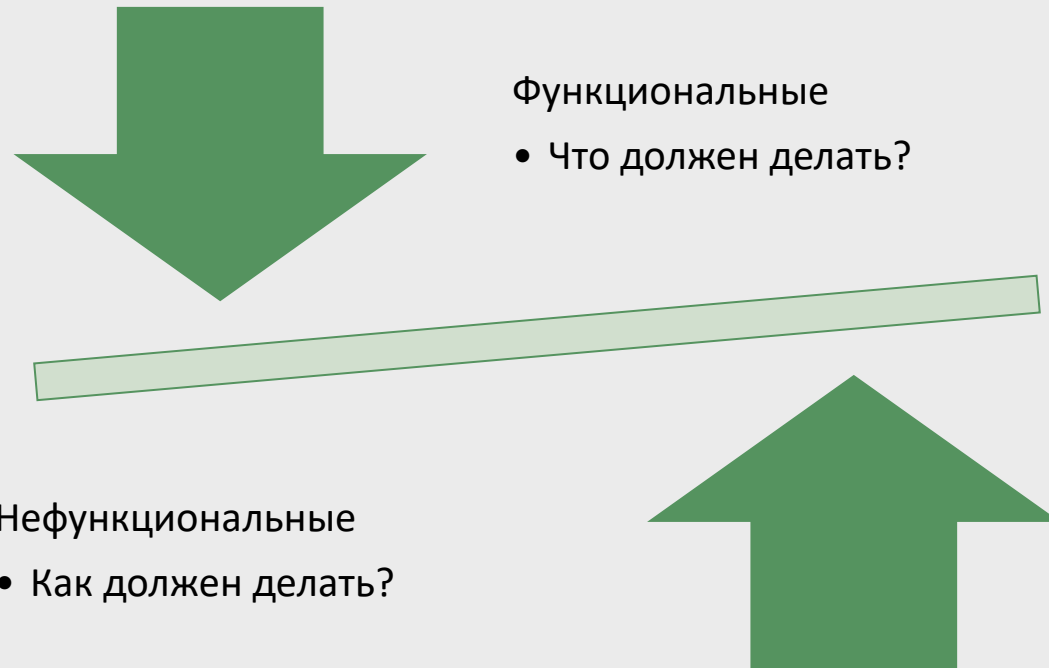 Функциональные
• Что должен делать?
Нефункциональные
• Как должен делать?